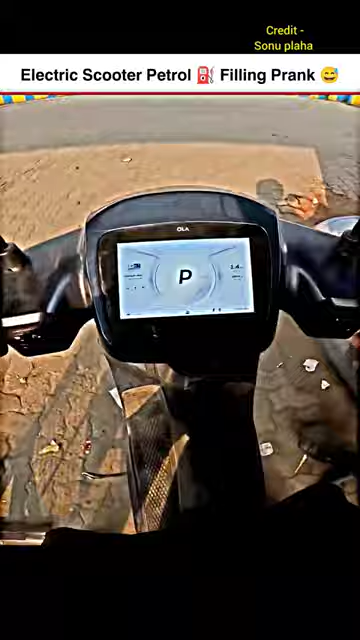 Credit -
Sonu plaha
Electric Scooter Petrol ⛽ Filling Prank 😅
OLA
P